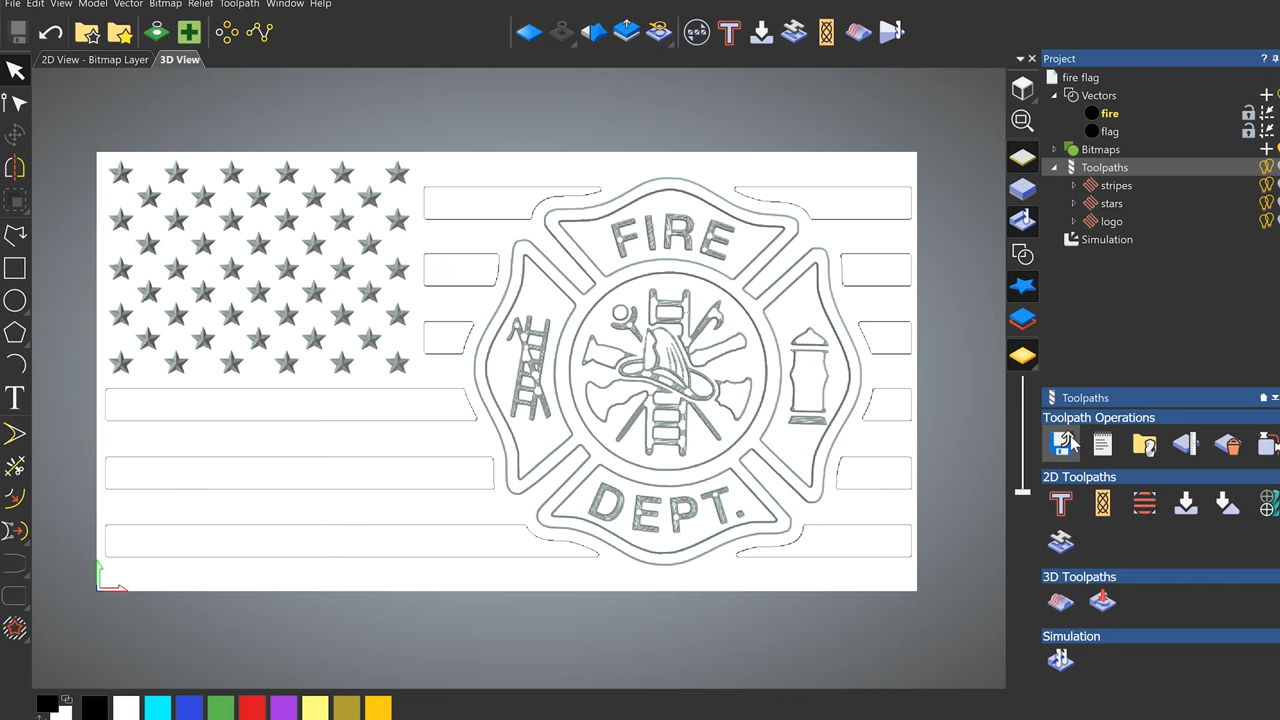 File Edit View Model Vector Bitmap Relief Toolpath Window Help
2D View - Bitmap Layer 3D View
Project ?
fire flag
Vectors
fire
flag
Bitmaps
Toolpaths
stripes
stars
logo
Simulation
FIRE
DEPT.
Toolpaths
Toolpath Operations
2D Toolpaths
3D Toolpaths
Simulation